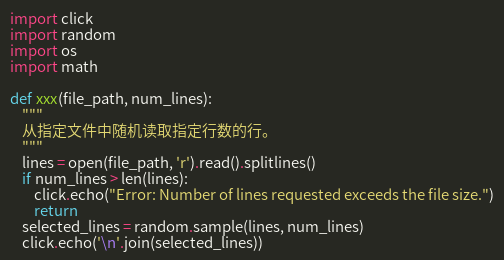 import click
import random
import os
import math

def xxx(file_path, num_lines):
    """
    从指定文件中随机读取指定行数的行。
    """
    lines = open(file_path, 'r').read().splitlines()
    if num_lines > len(lines):
        click.echo("Error: Number of lines requested exceeds the file size.")
        return
    selected_lines = random.sample(lines, num_lines)
    click.echo('\n'.join(selected_lines))